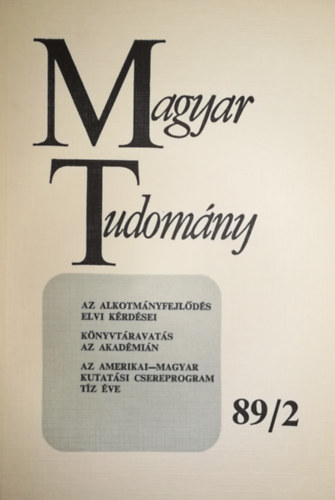 Magyar
Tudomány
AZ ALKOTMÁNYFEJLŐDÉS
ELVI KÉRDÉSEI
KÖNYVTÁRAVATÁS
AZ AKADÉMIÁN
AZ AMERIKAI—MAGYAR
KUTATÁSI CSEREPROGRAM
TÍZ ÉVE
89/2